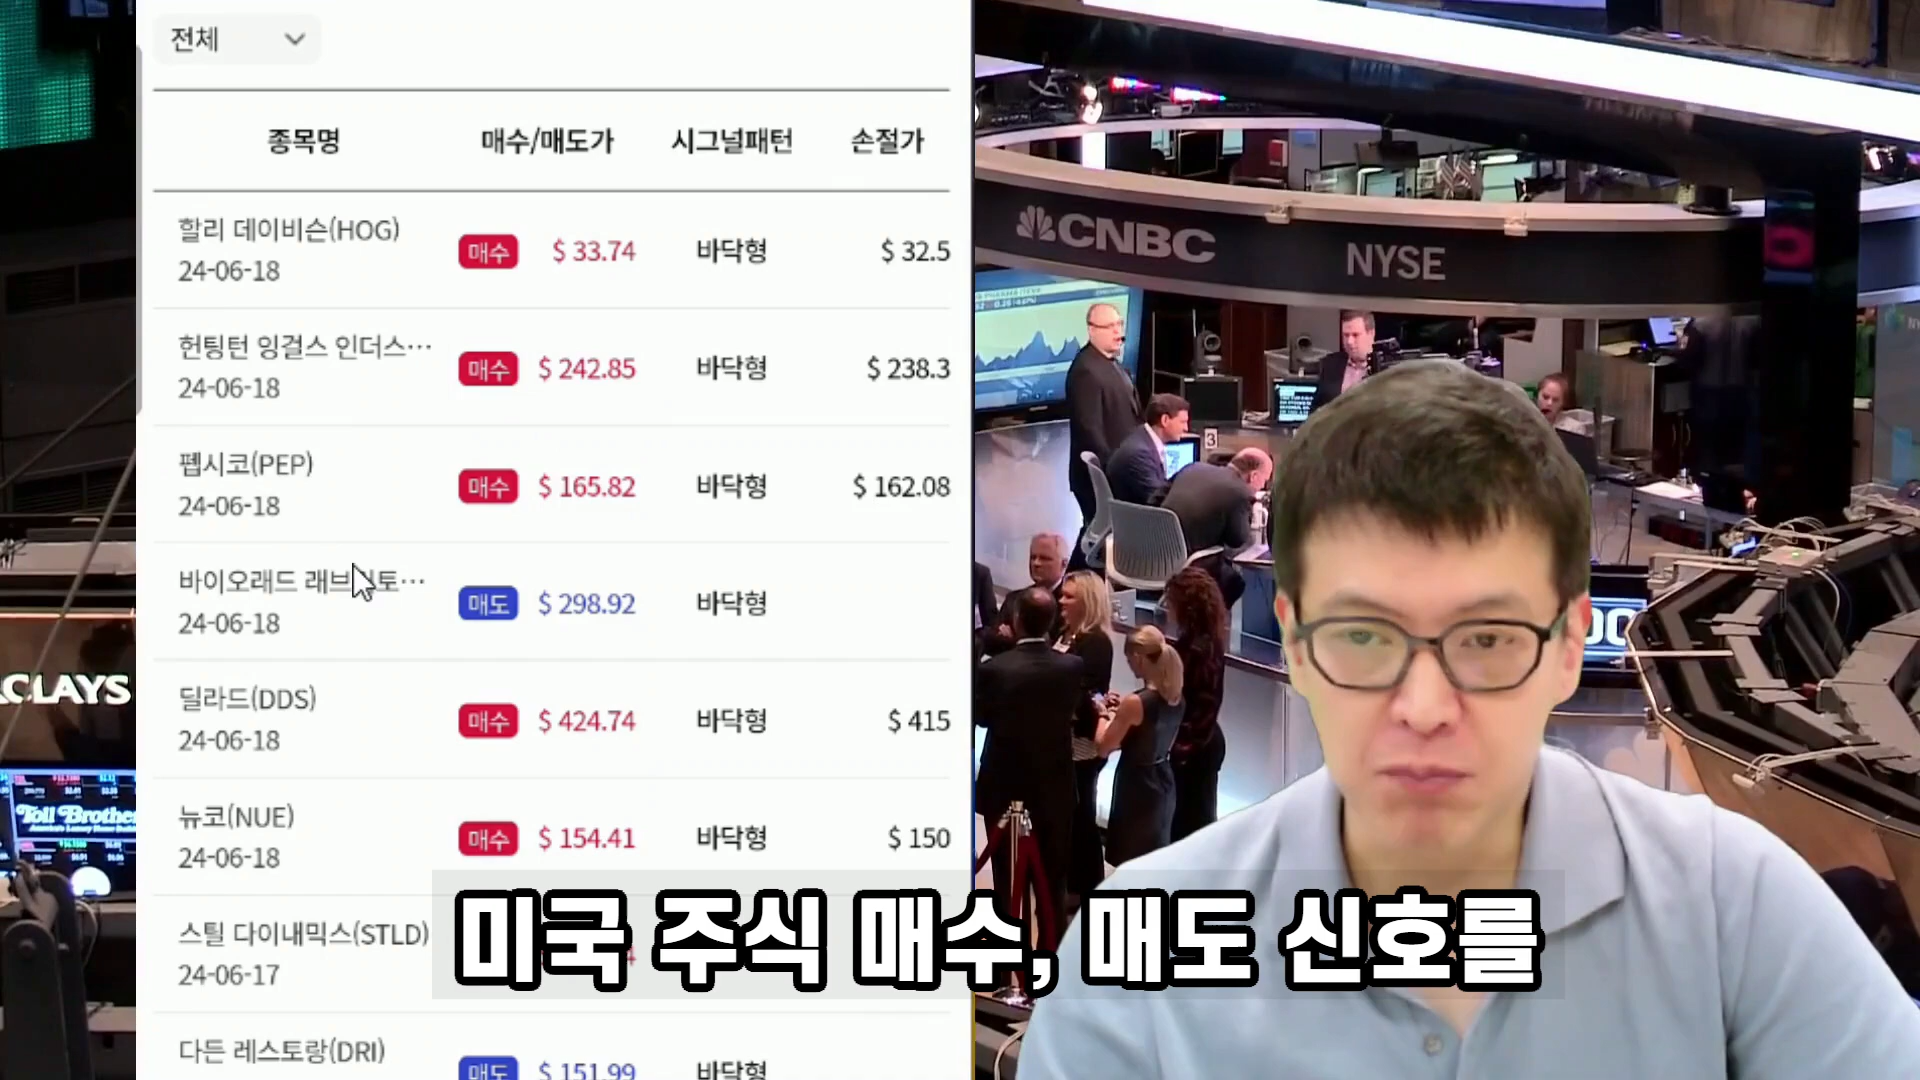 전체
종목명 매수/매도가 시그널패턴 손절가
할리 데이비슨(HOG)
24-06-18
매수 $ 33.74 바닥형 $ 32.5
헌팅턴 잉걸스 인더스…
24-06-18
매수 $ 242.85 바닥형 $ 238.3
펩시코(PEP)
24-06-18
매수 $ 165.82 바닥형 $ 162.08
바이오래드 래브 토…
24-06-18
매도 $ 298.92 바닥형
딜라드(DDS)
24-06-18
매수 $ 424.74 바닥형 $ 415
뉴코(NUE)
24-06-18
매수 $ 154.41 바닥형 $ 150
스틸 다이내믹스(STLD)
24-06-17
다든 레스토랑(DRI)
매도 $ 151.99 바닥형
미국 주식 매수, 매도 신호를
CNBC
NYSE
3
CLAYS
Toll Brothe